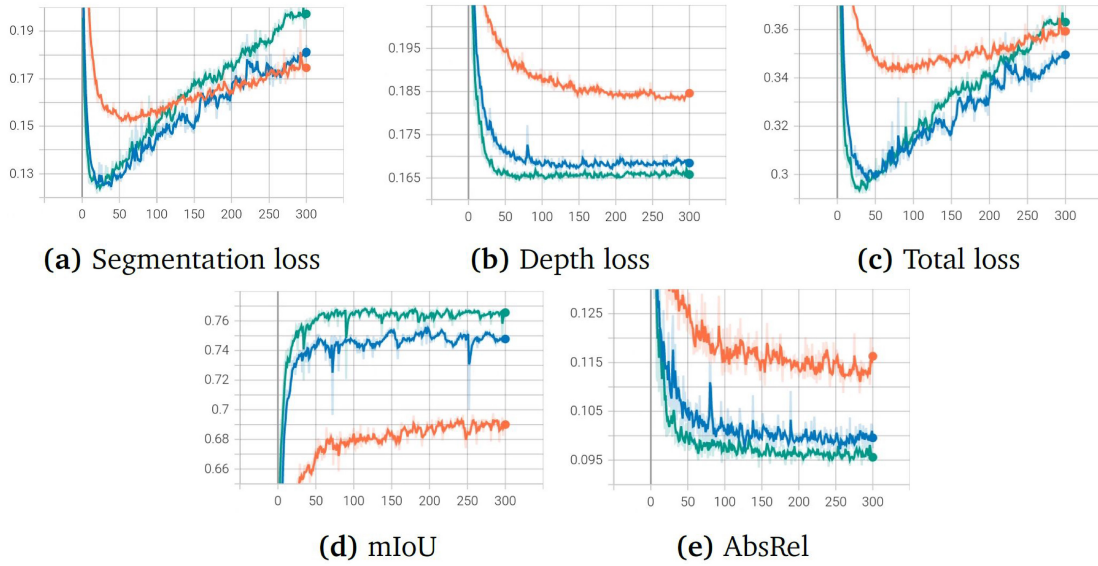 0.19
0.17
0.15
0.13
0 50 100 150 200 250 300
0.195
0.185
0.175
0.165
0 50 100 150 200 250 300
0.36
0.34
0.32
0.3
0 50 100 150 200 250 300
(a) Segmentation loss
(b) Depth loss
(c) Total loss
0.76
0.74
0.72
0.7
0.68
0.66
0 50 100 150 200 250 300
0.125
0.115
0.105
0.095
0 50 100 150 200 250 300
(d) mIoU
(e) AbsRel